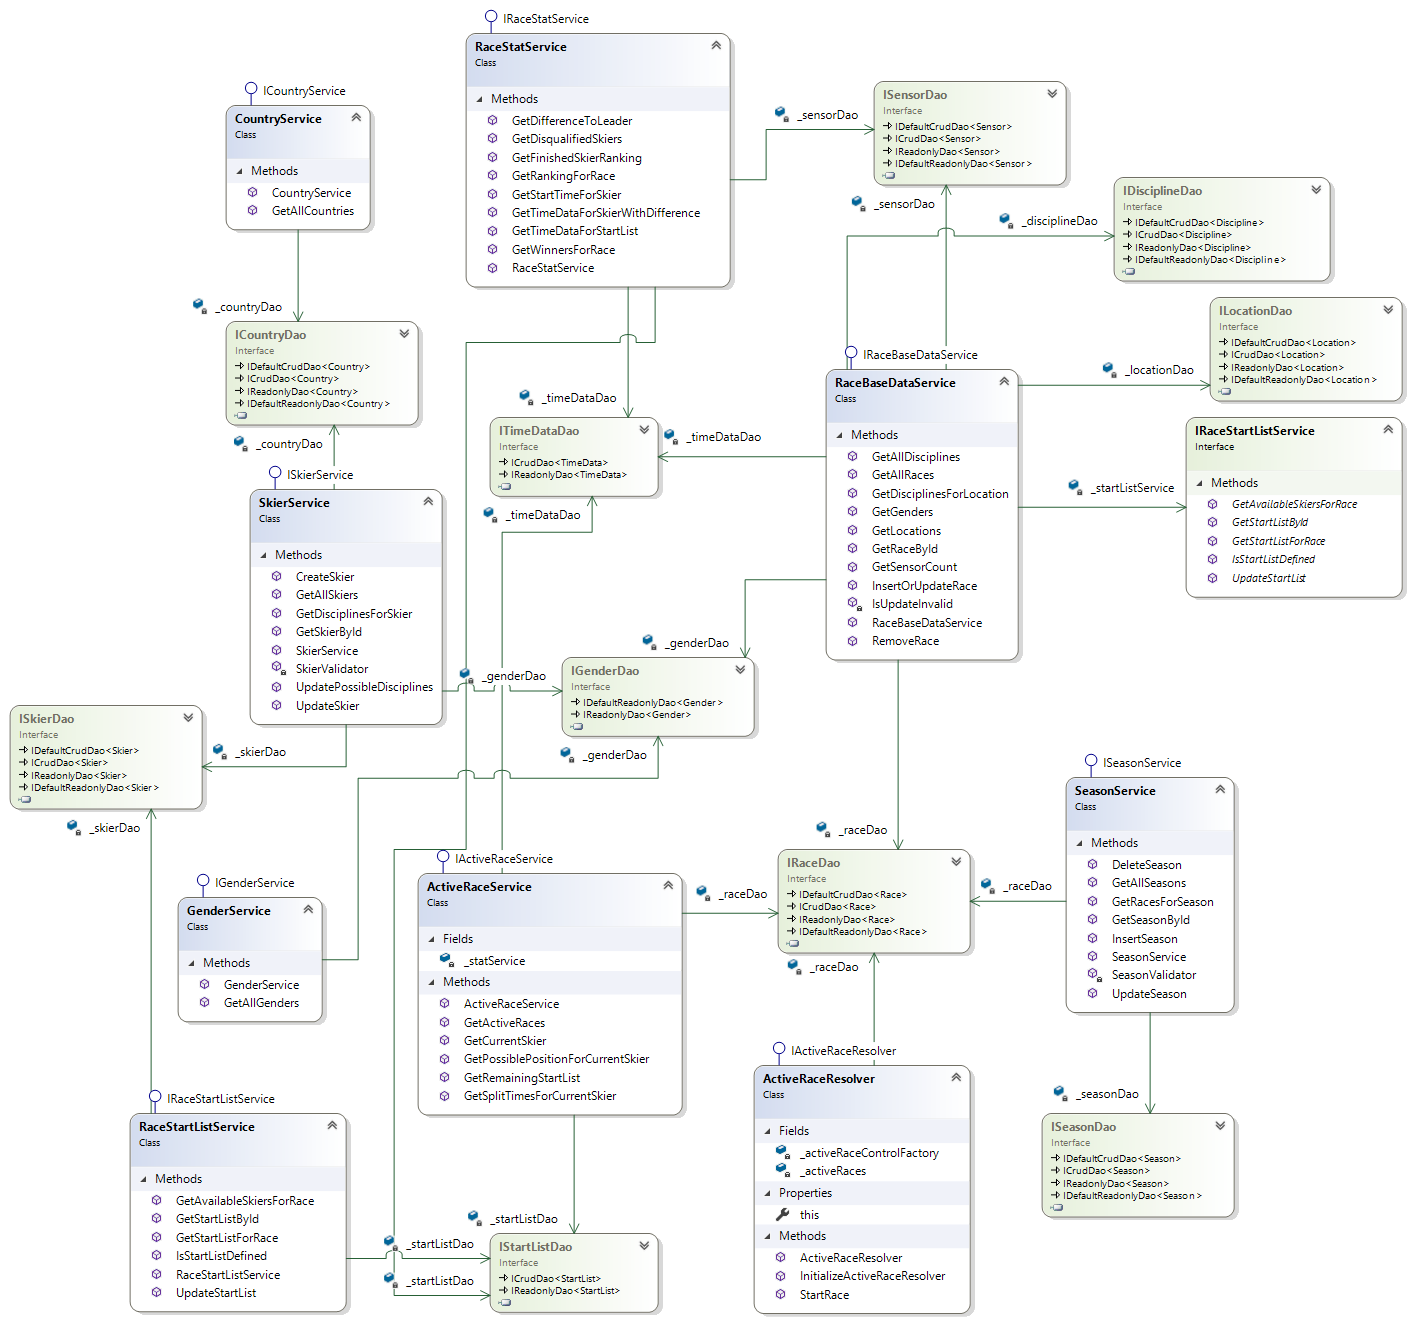 IRaceStatService
RaceStatService
Class
Methods
GetDifferenceToLeader
GetDisqualifiedSkiers
GetFinishedSkierRanking
GetRankingForRace
GetStartTimeForSkier
GetTimeDataForSkierWithDifference
GetTimeDataForStartList
GetWinnersForRace
RaceStatService
ICountryService
CountryService
Class
Methods
CountryService
GetAllCountries
_sensorDao
ISensorDao
Interface
IDefaultCrudDao<Sensor>
ICrudDao<Sensor>
IReadonlyDao<Sensor>
IDefaultReadonlyDao<Sensor>
_sensorDao
_disciplineDao
IDisciplineDao
Interface
IDefaultCrudDao<Discipline>
ICrudDao<Discipline>
IReadonlyDao<Discipline>
IDefaultReadonlyDao<Discipline>
_countryDao
ICountryDao
Interface
IDefaultCrudDao<Country>
ICrudDao<Country>
IReadonlyDao<Country>
IDefaultReadonlyDao<Country>
_countryDao
ILocationDao
Interface
IDefaultCrudDao<Location>
ICrudDao<Location>
IReadonlyDao<Location>
IDefaultReadonlyDao<Location>
_locationDao
IRaceBaseDataService
RaceBaseDataService
Class
Methods
GetAllDisciplines
GetAllRaces
GetDisciplinesForLocation
GetGenders
GetLocations
GetRaceById
GetSensorCount
InsertOrUpdateRace
IsUpdateInvalid
RaceBaseDataService
RemoveRace
_timeDataDao
ITimeDataDao
Interface
ICrudDao<TimeData>
IReadonlyDao<TimeData>
_timeDataDao
_timeDataDao
_startListService
IRaceStartListService
Interface
Methods
GetAvailableSkiersForRace
GetStartListById
GetStartListForRace
IsStartListDefined
UpdateStartList
ISkierService
SkierService
Class
Methods
CreateSkier
GetAllSkiers
GetDisciplinesForSkier
GetSkierById
SkierService
SkierValidator
UpdatePossibleDisciplines
UpdateSkier
_genderDao
_genderDao
IGenderDao
Interface
IDefaultReadonlyDao<Gender>
IReadonlyDao<Gender>
_genderDao
ISkierDao
Interface
IDefaultCrudDao<Skier>
ICrudDao<Skier>
IReadonlyDao<Skier>
IDefaultReadonlyDao<Skier>
_skierDao
_skierDao
ISeasonService
SeasonService
Class
Methods
DeleteSeason
GetAllSeasons
GetRacesForSeason
GetSeasonById
InsertSeason
SeasonService
SeasonValidator
UpdateSeason
_raceDao
IRaceDao
Interface
IDefaultCrudDao<Race>
ICrudDao<Race>
IReadonlyDao<Race>
IDefaultReadonlyDao<Race>
_raceDao
_raceDao
_raceDao
IGenderService
GenderService
Class
Methods
GenderService
GetAllGenders
IActiveRaceService
ActiveRaceService
Class
Fields
_statService
Methods
ActiveRaceService
GetActiveRaces
GetCurrentSkier
GetPossiblePositionForCurrentSkier
GetRemainingStartList
GetSplitTimesForCurrentSkier
IActiveRaceResolver
ActiveRaceResolver
Class
Fields
_activeRaceControlFactory
_activeRaces
Properties
this
Methods
ActiveRaceResolver
InitializeActiveRaceResolver
StartRace
_seasonDao
ISeasonDao
Interface
IDefaultCrudDao<Season>
ICrudDao<Season>
IReadonlyDao<Season>
IDefaultReadonlyDao<Season>
IRaceStartListService
RaceStartListService
Class
Methods
GetAvailableSkiersForRace
GetStartListById
GetStartListForRace
IsStartListDefined
RaceStartListService
UpdateStartList
_startListDao
_startListDao
_startListDao
IStartListDao
Interface
ICrudDao<StartList>
IReadonlyDao<StartList>